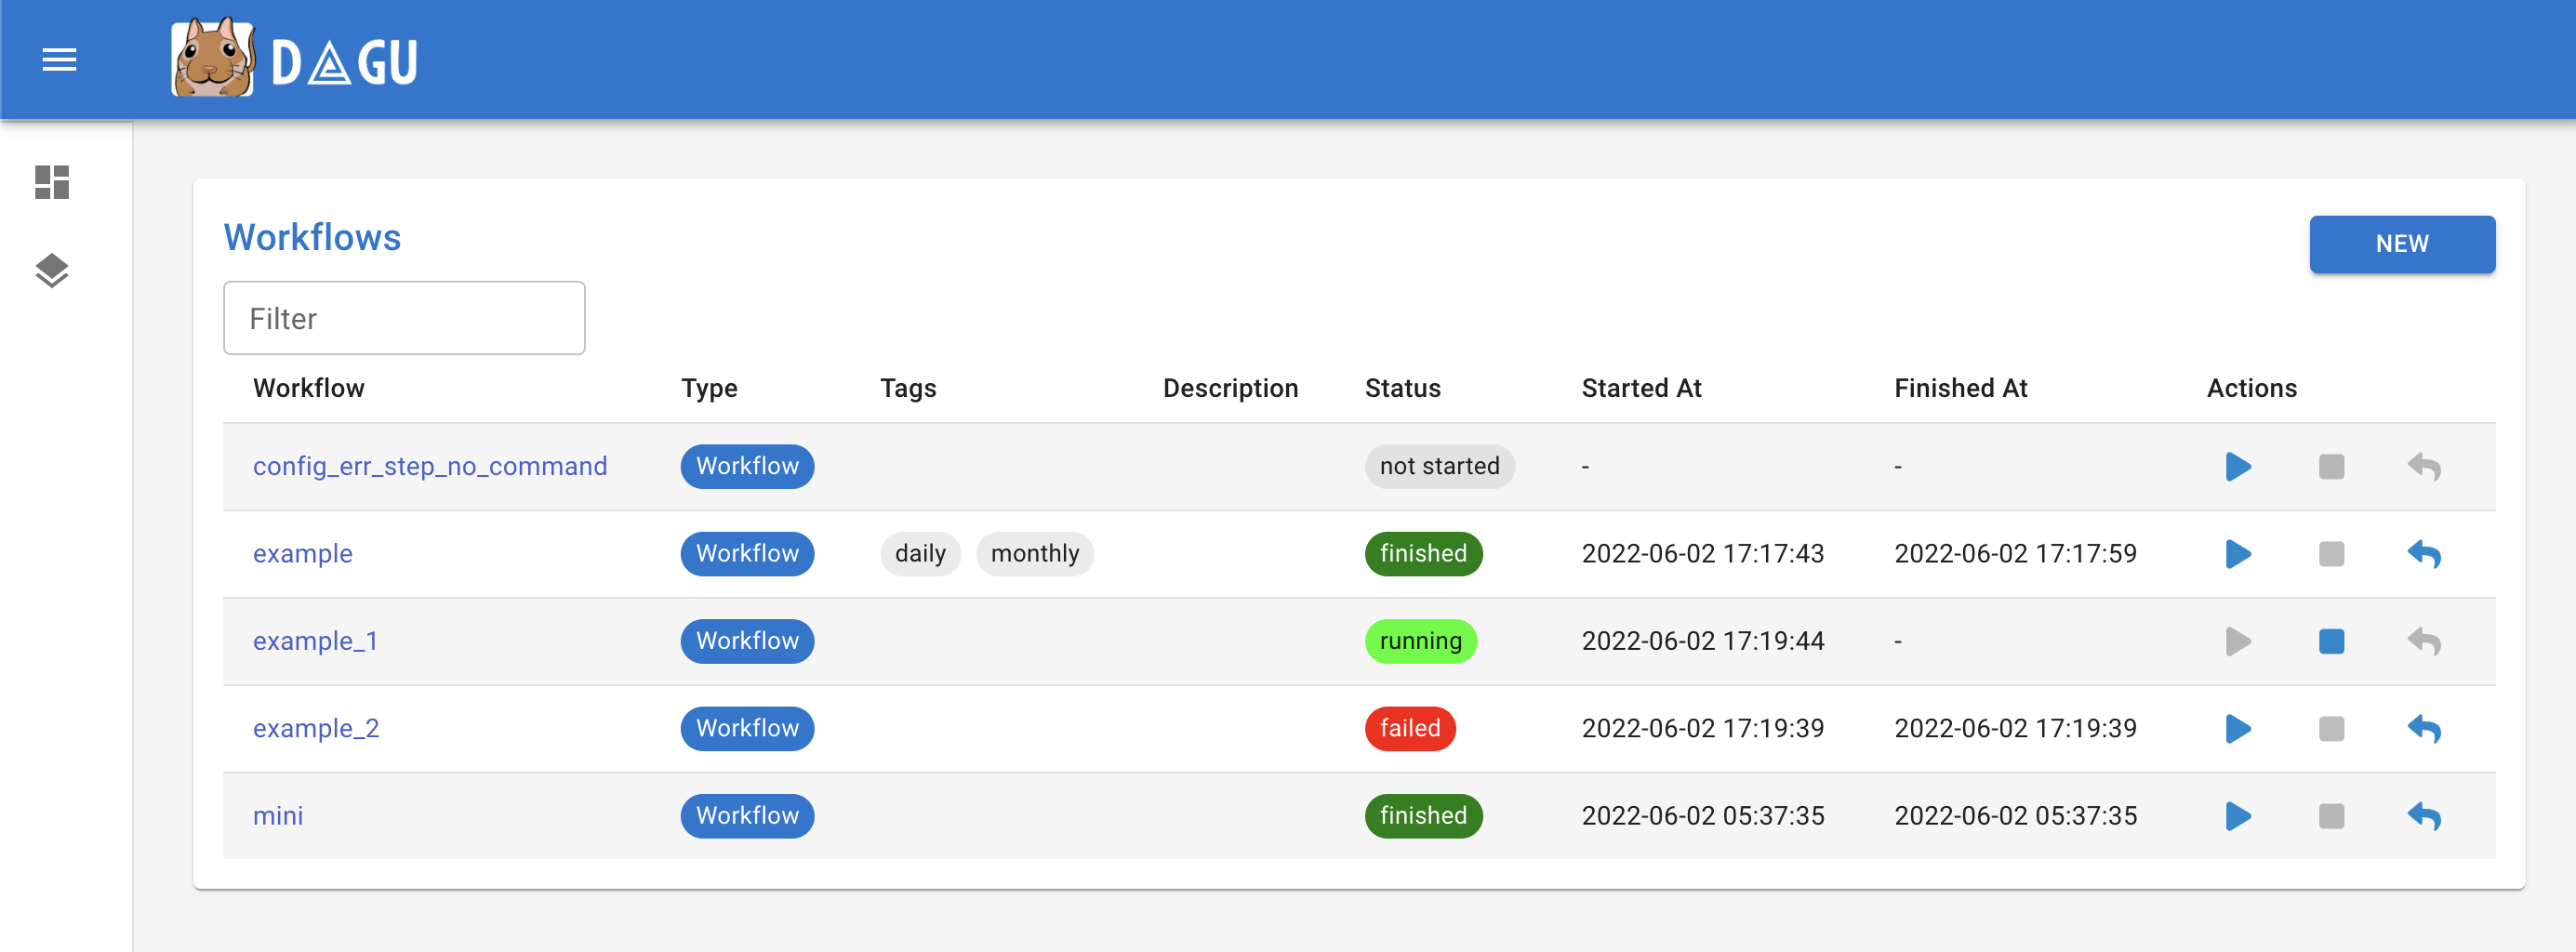 DAGU
Workflows
NEW
Filter
Workflow Type Tags Description Status Started At Finished At Actions
config_err_step_no_command Workflow not started - -
example Workflow daily monthly finished 2022-06-02 17:17:43 2022-06-02 17:17:59
example_1 Workflow running 2022-06-02 17:19:44 -
example_2 Workflow failed 2022-06-02 17:19:39 2022-06-02 17:19:39
mini Workflow finished 2022-06-02 05:37:35 2022-06-02 05:37:35